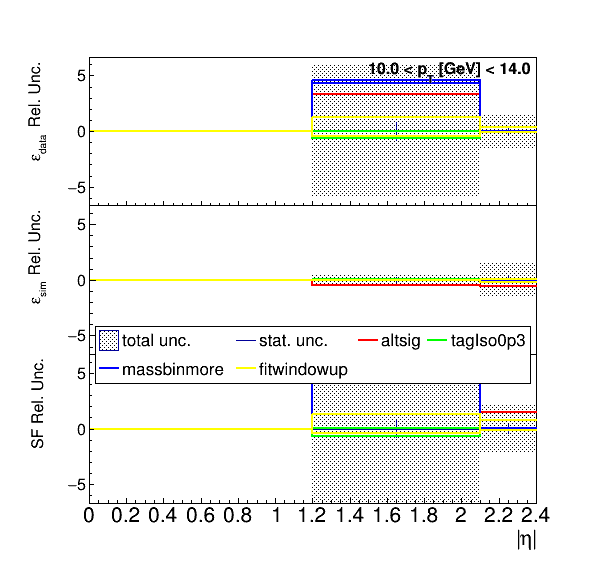 10.0 < p_T [GeV] < 14.0
ε_data Rel. Unc.
5
0
−5
ε_sim Rel. Unc.
5
0
−5
total unc. stat. unc. altsig tagIso0p3
massbinmore fitwindowup
SF Rel. Unc.
5
0
−5
0 0.2 0.4 0.6 0.8 1 1.2 1.4 1.6 1.8 2 2.2 2.4
|η|